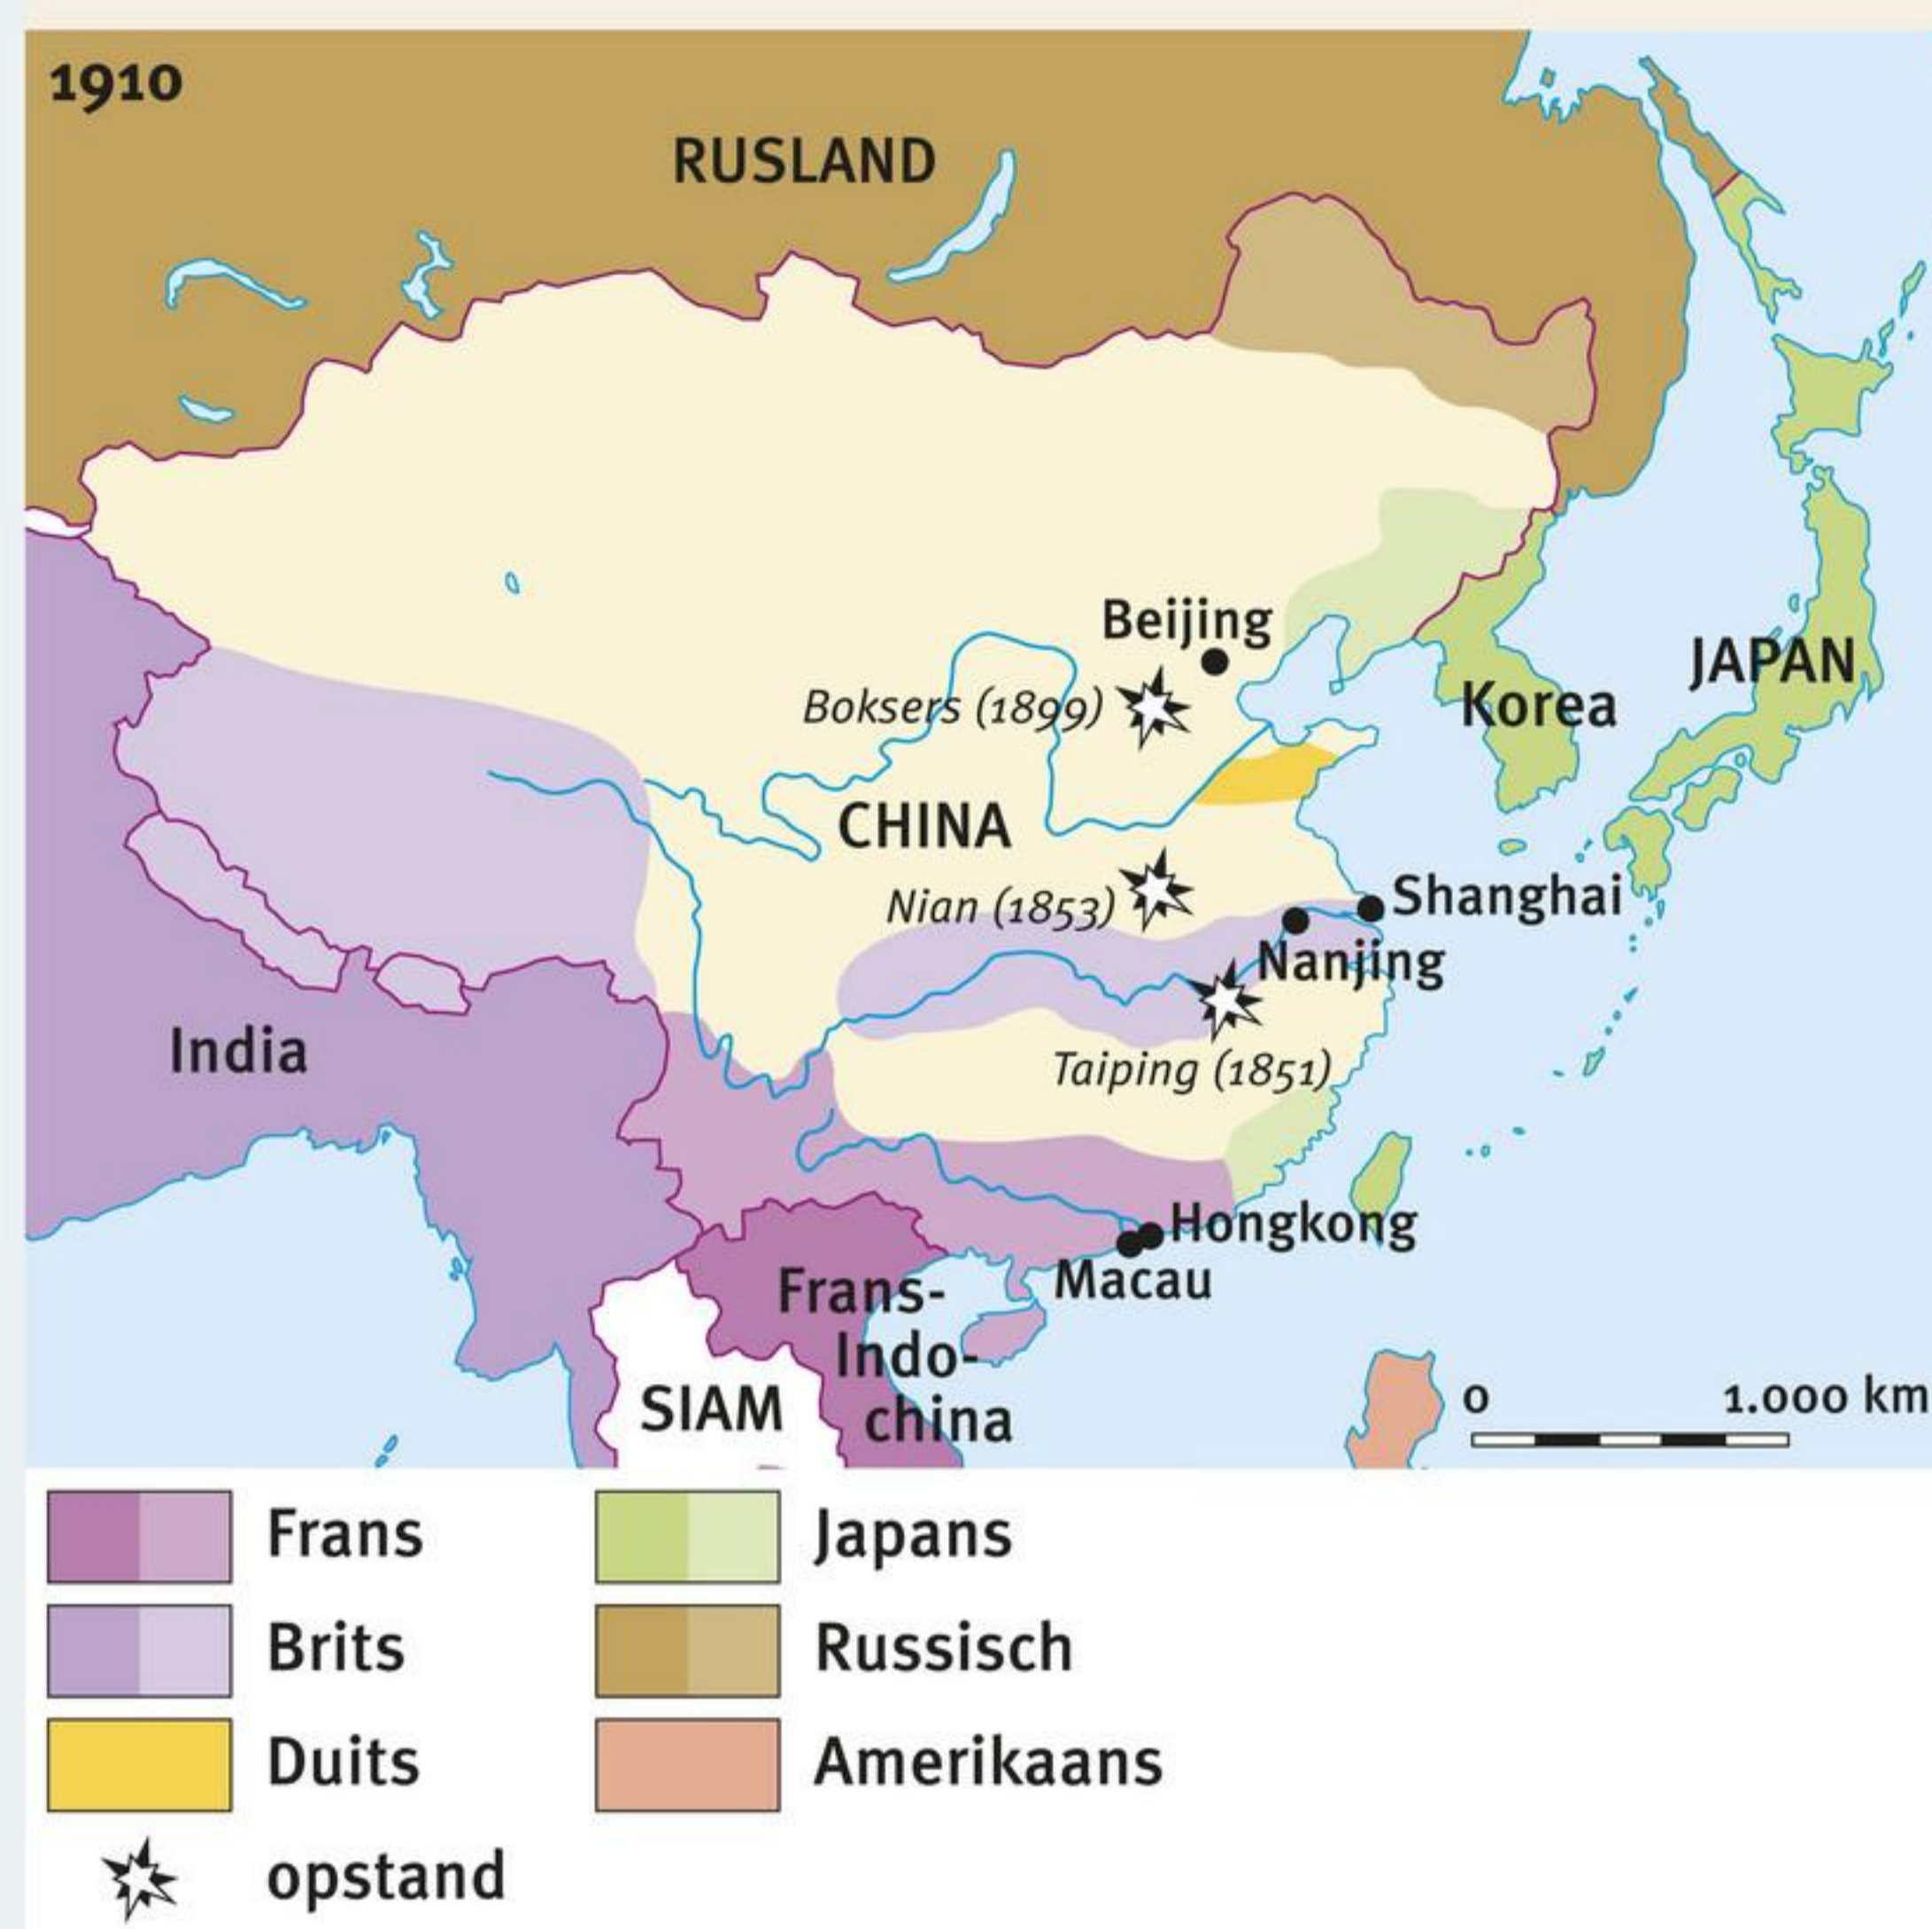 1910
RUSLAND
Beijing
JAPAN
Boksers (1899)
Korea
CHINA
Nian (1853)
Shanghai
Nanjing
India
Taiping (1851)
Hongkong
Macau
Frans-
Indo-
china
SIAM
0 1.000 km
Frans
Japans
Brits
Russisch
Duits
Amerikaans
opstand